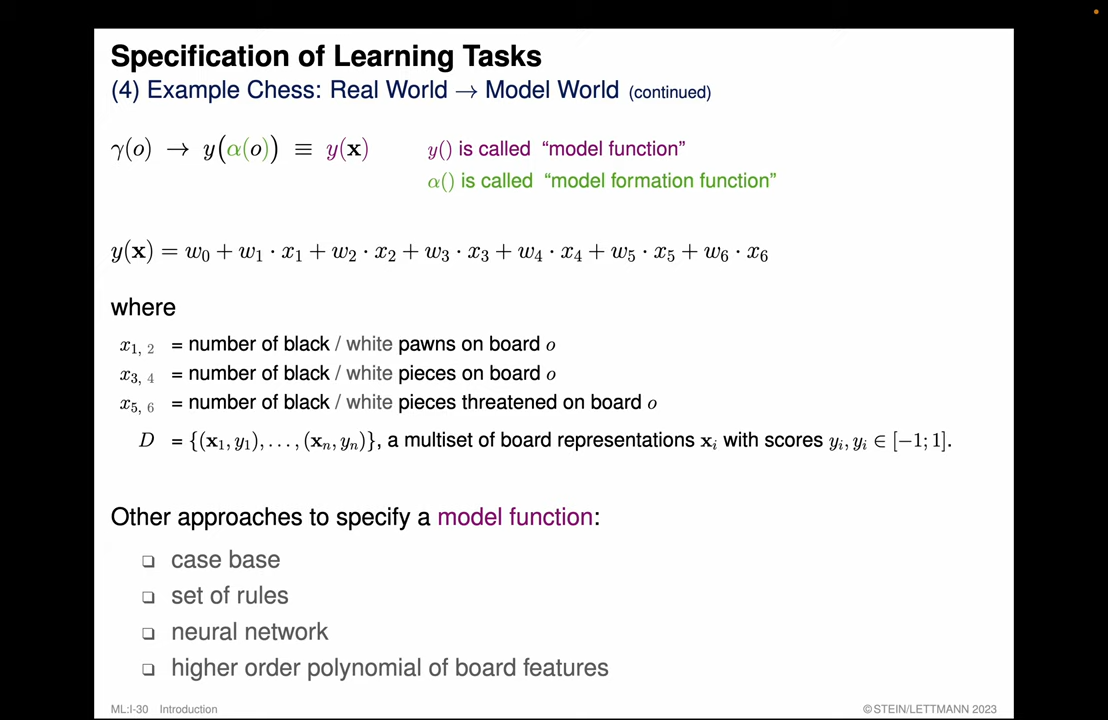 Specification of Learning Tasks
(4) Example Chess: Real World → Model World (continued)
γ(o) → y(α(o)) ≡ y(𝐱) y() is called “model function”
α() is called “model formation function”
y(𝐱) = w₀ + w₁ · x₁ + w₂ · x₂ + w₃ · x₃ + w₄ · x₄ + w₅ · x₅ + w₆ · x₆
where
x₁, ₂ = number of black / white pawns on board o
x₃, ₄ = number of black / white pieces on board o
x₅, ₆ = number of black / white pieces threatened on board o
D = {(𝐱₁, y₁), . . . , (𝐱ₙ, yₙ)}, a multiset of board representations 𝐱ᵢ with scores yᵢ, yᵢ ∈ [−1; 1].
Other approaches to specify a model function:
❑ case base
❑ set of rules
❑ neural network
❑ higher order polynomial of board features
ML:I-30 Introduction ©STEIN/LETTMANN 2023